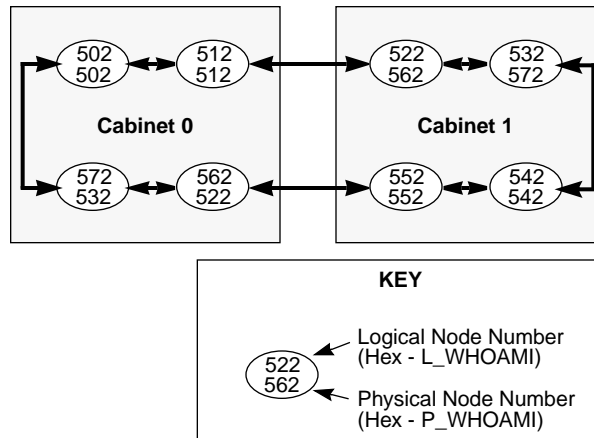 502 512 522 532
502 512 562 572
Cabinet 0 Cabinet 1
572 562 552 542
532 522 552 542
KEY
Logical Node Number
(Hex - L_WHOAMI)
522
562
Physical Node Number
(Hex - P_WHOAMI)